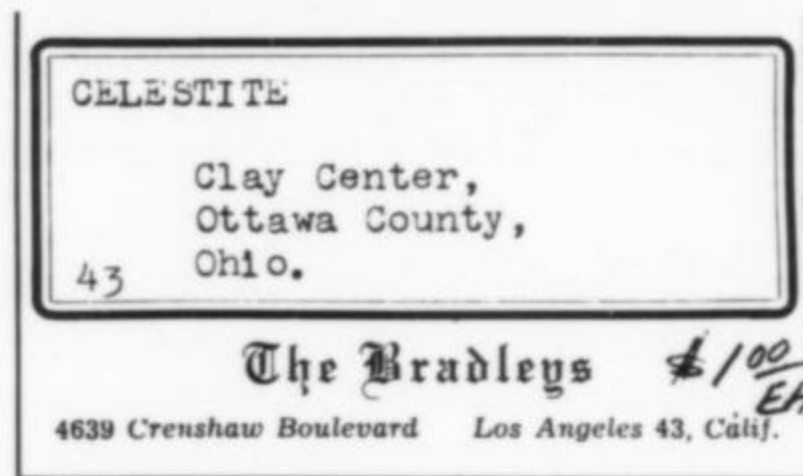 CELESTITE
Clay Center,
Ottawa County,
Ohio.
43
The Bradleys $1.00 EA
4639 Crenshaw Boulevard Los Angeles 43, Calif.